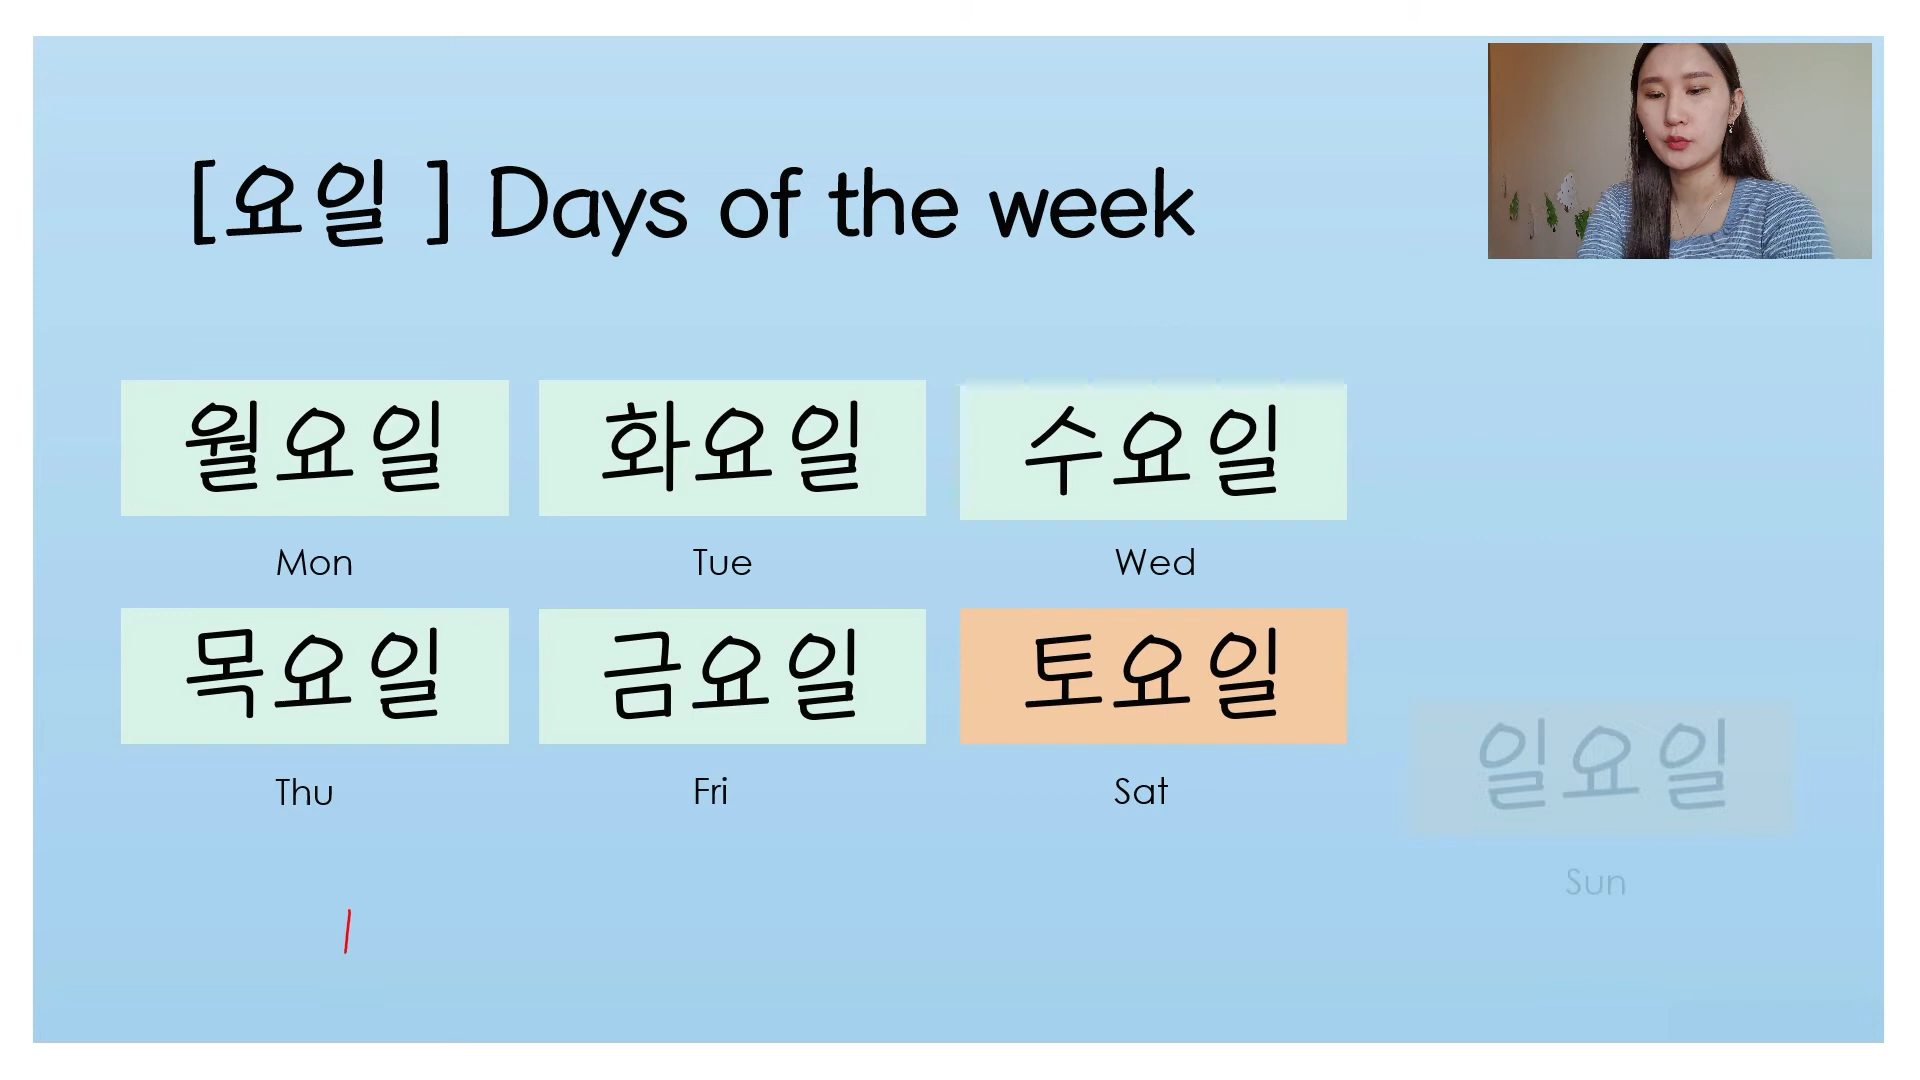 [요일 ] Days of the week
월요일 화요일 수요일
Mon Tue Wed
목요일 금요일 토요일
Thu Fri Sat
일요일
Sun